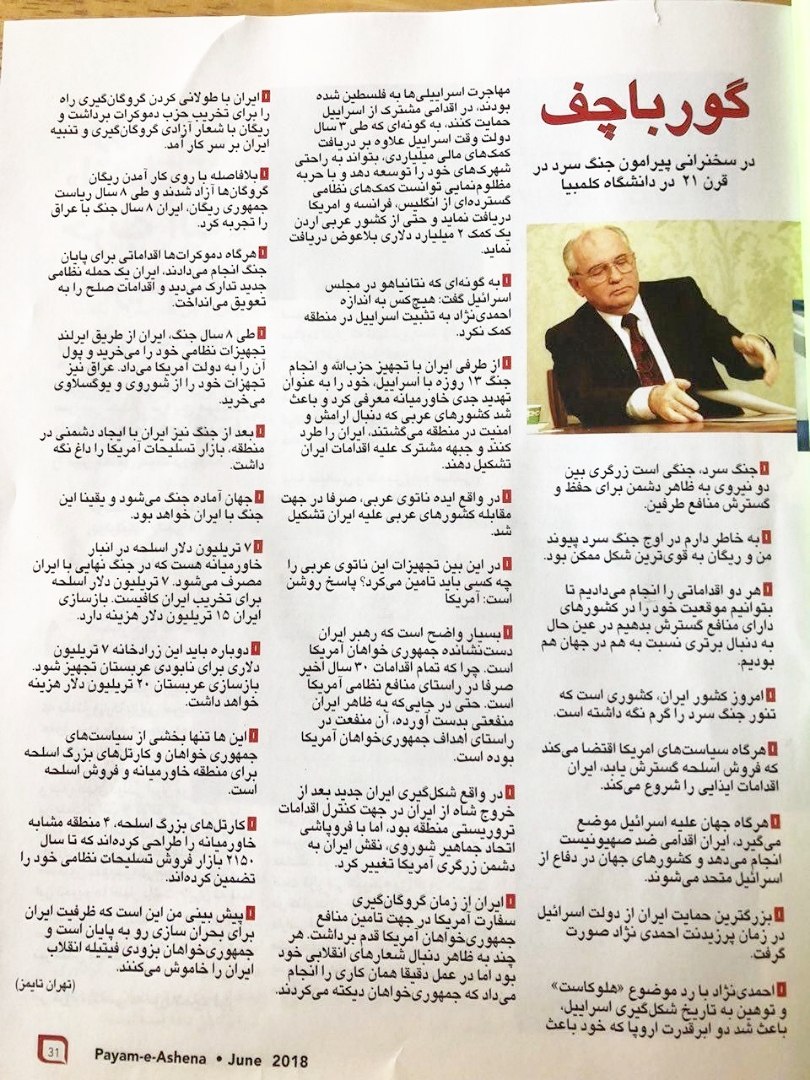 گورباچف
در سخنرانی پیرامون جنگ سرد در
قرن ۲۱ در دانشگاه کلمبیا
جنگ سرد، جنگی است زرگری بین
دو نیروی به ظاهر دشمن برای حفظ و
گسترش منافع طرفین.
به خاطر دارم در اوج جنگ سرد پیوند
من و ریگان به قوی‌ترین شکل ممکن بود.
هر دو اقداماتی را انجام می‌دادیم تا
بتوانیم موقعیت خود را در کشورهای
دارای منافع گسترش بدهیم در عین حال
به دنبال برتری نسبت به هم در جهان هم
بودیم.
امروز کشور ایران، کشوری است که
تنور جنگ سرد را گرم نگه داشته است.
هرگاه سیاست‌های امریکا اقتضا می‌کند
که فروش اسلحه گسترش یابد، ایران
اقدامات ایذایی را شروع می‌کند.
هرگاه جهان علیه اسرائیل موضع
می‌گیرد، ایران اقدامی ضد صهیونیست
انجام می‌دهد و کشورهای جهان در دفاع از
اسرائیل متحد می‌شوند.
بزرگترین حمایت ایران از دولت اسرائیل
در زمان پرزیدنت احمدی نژاد صورت
گرفت.
احمدی‌نژاد با رد موضوع «هلوکاست»
و توهین به تاریخ شکل‌گیری اسراییل،
باعث شد دو ابرقدرت اروپا که خود باعث
مهاجرت اسراییلی‌ها به فلسطین شده
بودند، در اقدامی مشترک از اسراییل
حمایت کنند، به گونه‌ای که طی ۳ سال
دولت وقت اسراییل علاوه بر دریافت
کمک‌های مالی میلیاردی، بتواند به راحتی
شهرک‌های خود را توسعه دهد و با حربه
مظلوم‌نمایی توانست کمک‌های نظامی
گسترده‌ای از انگلیس، فرانسه و امریکا
دریافت نماید و حتی از کشور عربی اردن
یک کمک ۲ میلیارد دلاری بلاعوض دریافت
نماید.
به گونه‌ای که نتانیاهو در مجلس
اسرائیل گفت: هیچ‌کس به اندازه
احمدی‌نژاد به تثبیت اسراییل در منطقه
کمک نکرد.
از طرفی ایران با تجهیز حزب‌الله و انجام
جنگ ۱۳ روزه با اسراییل، خود را به عنوان
تهدید جدی خاورمیانه معرفی کرد و باعث
شد کشورهای عربی که دنبال ارامش و
امنیت در منطقه می‌گشتند، ایران را طرد
کنند و جبهه مشترک علیه اقدامات ایران
تشکیل دهند.
در واقع ایده ناتوی عربی، صرفا در جهت
مقابله کشورهای عربی علیه ایران تشکیل
شد.
در این بین تجهیزات این ناتوی عربی را
چه کسی باید تامین می‌کرد؟ پاسخ روشن
است: آمریکا
بسیار واضح است که رهبر ایران
دست‌نشانده جمهوری خواهان آمریکا
است. چرا که تمام اقدامات ۳۰ سال اخیر
صرفا در راستای منافع نظامی آمریکا
است. حتی در جایی‌که به ظاهر ایران
منفعتی بدست آورده، آن منفعت در
راستای اهداف جمهوری‌خواهان آمریکا
بوده است.
در واقع شکل‌گیری ایران جدید بعد از
خروج شاه از ایران در جهت کنترل اقدامات
تروریستی منطقه بود، اما با فروپاشی
اتحاد جماهیر شوروی، نقش ایران به
دشمن زرگری آمریکا تغییر کرد.
ایران از زمان گروگان‌گیری
سفارت آمریکا در جهت تامین منافع
جمهوری‌خواهان آمریکا قدم برداشت. هر
چند به ظاهر دنبال شعارهای انقلابی خود
بود اما در عمل دقیقا همان کاری را انجام
می‌داد که جمهوری‌خواهان دیکته می‌کردند.
ایران با طولانی کردن گروگان‌گیری راه
را برای تخریب حزب دموکرات برداشت و
ریگان با شعار آزادی گروگان‌گیری و تنبیه
ایران بر سر کار آمد.
بلافاصله با روی کار آمدن ریگان
گروگان‌ها آزاد شدند و طی ۸ سال ریاست
جمهوری ریگان، ایران ۸ سال جنگ با عراق
را تجربه کرد.
هرگاه دموکرات‌ها اقداماتی برای پایان
جنگ انجام می‌دادند، ایران یک حمله نظامی
جدید تدارک می‌دید و اقدامات صلح را به
تعویق می‌انداخت.
طی ۸ سال جنگ، ایران از طریق ایرلند
تجهیزات نظامی خود را می‌خرید و پول
آن را به دولت آمریکا می‌داد. عراق نیز
تجهزات خود را از شوروی و یوگسلاوی
می‌خرید.
بعد از جنگ نیز ایران با ایجاد دشمنی در
منطقه، بازار تسلیحات آمریکا را داغ نگه
داشت.
جهان آماده جنگ می‌شود و یقینا این
جنگ با ایران خواهد بود.
۷ تریلیون دلار اسلحه در انبار
خاورمیانه هست که در جنگ نهایی با ایران
مصرف می‌شود. ۷ تریلیون دلار اسلحه
برای تخریب ایران کافیست. بازسازی
ایران ۱۵ تریلیون دلار هزینه دارد.
دوباره باید این زرادخانه ۷ تریلیون
دلاری برای نابودی عربستان تجهیز شود.
بازسازی عربستان ۲۰ تریلیون دلار هزینه
خواهد داشت.
این ها تنها بخشی از سیاست‌های
جمهوری خواهان و کارتل‌های بزرگ اسلحه
برای منطقه خاورمیانه و فروش اسلحه
است.
کارتل‌های بزرگ اسلحه، ۴ منطقه مشابه
خاورمیانه را طراحی کرده‌اند که تا سال
۲۱۵۰ بازار فروش تسلیحات نظامی خود را
تضمین کرده‌اند.
پیش بینی من این است که ظرفیت ایران
برای بحران سازی رو به پایان است و
جمهوری‌خواهان بزودی فیتیله انقلاب
ایران را خاموش می‌کنند.
(تهران تایمز)
31 Payam-e-Ashena • June 2018